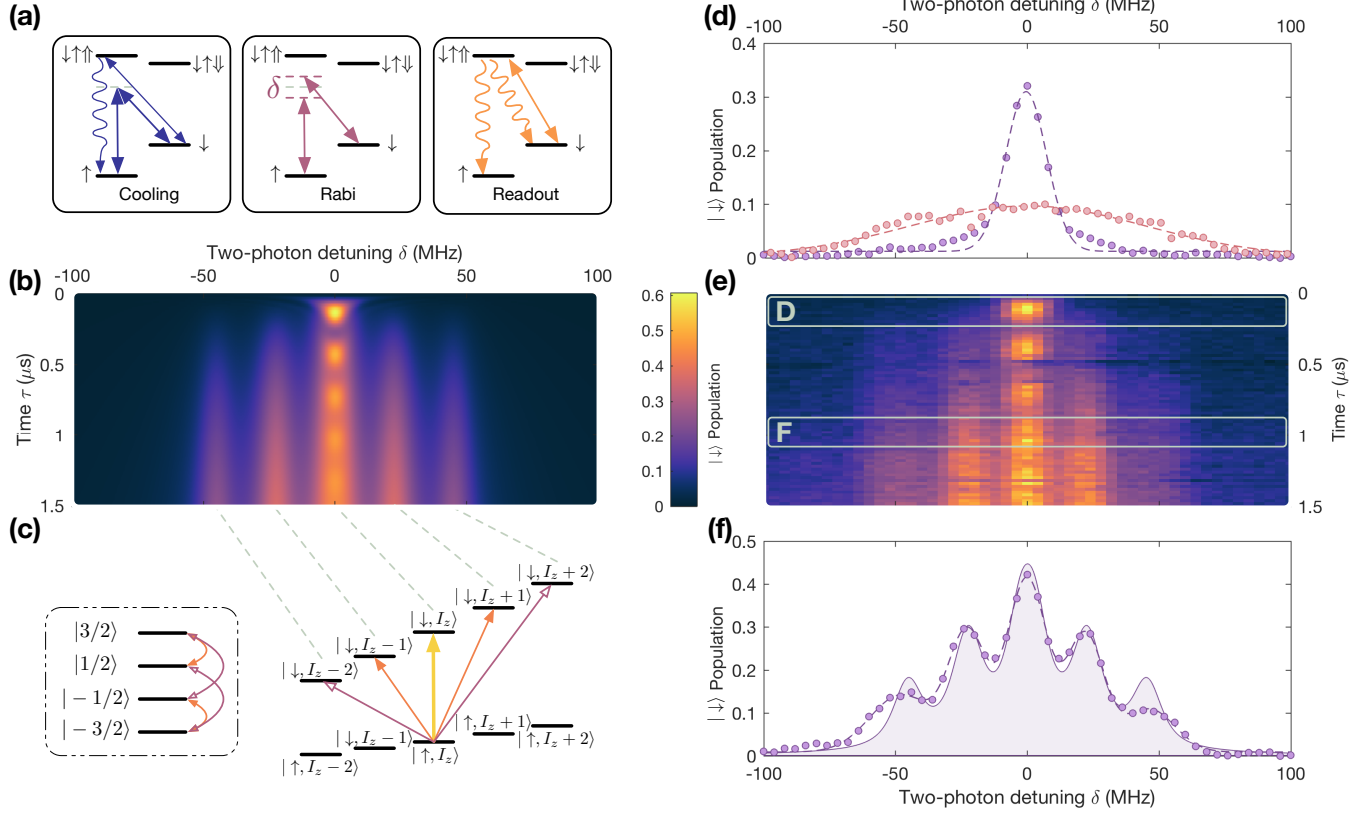 (a)
↓↑⇑
↓↑⇓
↑
↓
Cooling
↓↑⇑
↓↑⇓
δ
↑
↓
Rabi
↓↑⇑
↓↑⇓
↑
↓
Readout
Two-photon detuning δ (MHz)
-100
-50
0
50
100
(b)
0
0.5
1
1.5
Time τ (μs)
0.6
0.5
0.4
0.3
0.2
0.1
0
|↓⟩ Population
(c)
|3/2⟩
|1/2⟩
|−1/2⟩
|−3/2⟩
|↓, I_z − 2⟩
|↓, I_z − 1⟩
|↓, I_z⟩
|↓, I_z + 1⟩
|↓, I_z + 2⟩
|↑, I_z − 2⟩
|↓, I_z − 1⟩
|↑, I_z⟩
|↑, I_z + 1⟩
|↑, I_z + 2⟩
(d)
Two-photon detuning δ (MHz)
-100
-50
0
50
100
0.4
0.3
0.2
0.1
0
|↓⟩ Population
(e)
D
F
0
0.5
1
1.5
Time τ (μs)
(f)
0.5
0.4
0.3
0.2
0.1
0
|↓⟩ Population
-100
-50
0
50
100
Two-photon detuning δ (MHz)